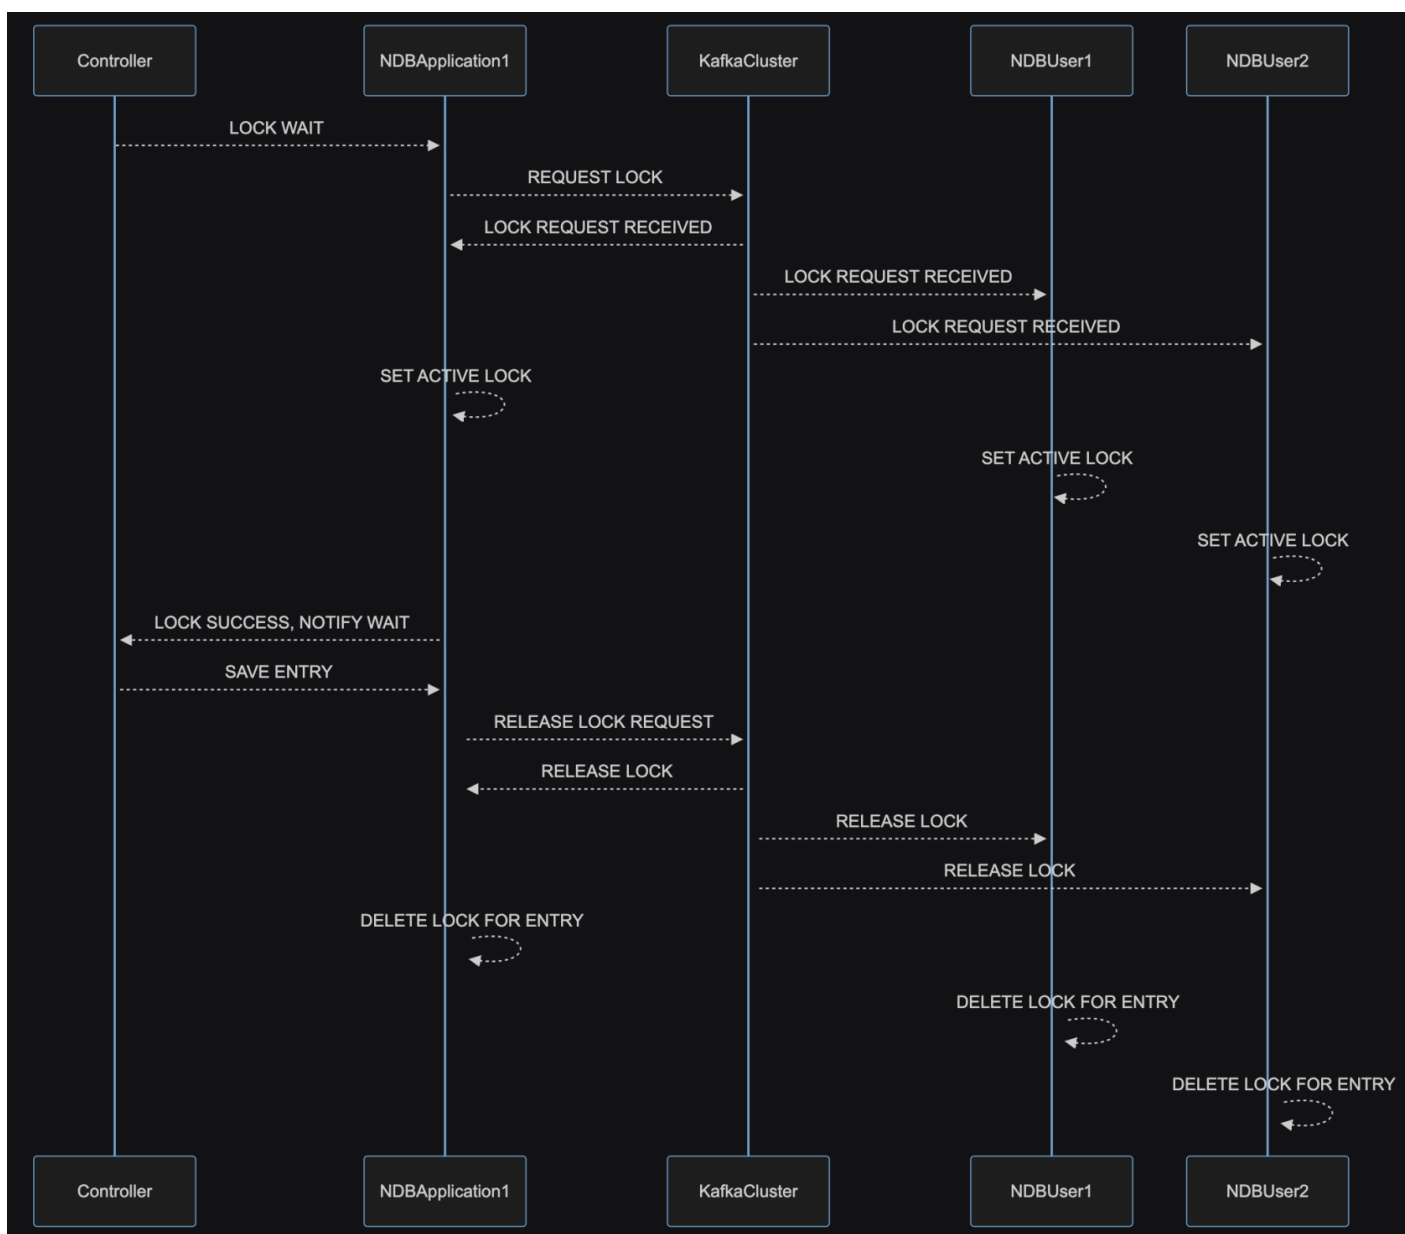 Controller
NDBApplication1
KafkaCluster
NDBUser1
NDBUser2
LOCK WAIT
REQUEST LOCK
LOCK REQUEST RECEIVED
LOCK REQUEST RECEIVED
LOCK REQUEST RECEIVED
SET ACTIVE LOCK
SET ACTIVE LOCK
SET ACTIVE LOCK
LOCK SUCCESS, NOTIFY WAIT
SAVE ENTRY
RELEASE LOCK REQUEST
RELEASE LOCK
RELEASE LOCK
RELEASE LOCK
DELETE LOCK FOR ENTRY
DELETE LOCK FOR ENTRY
DELETE LOCK FOR ENTRY
Controller
NDBApplication1
KafkaCluster
NDBUser1
NDBUser2